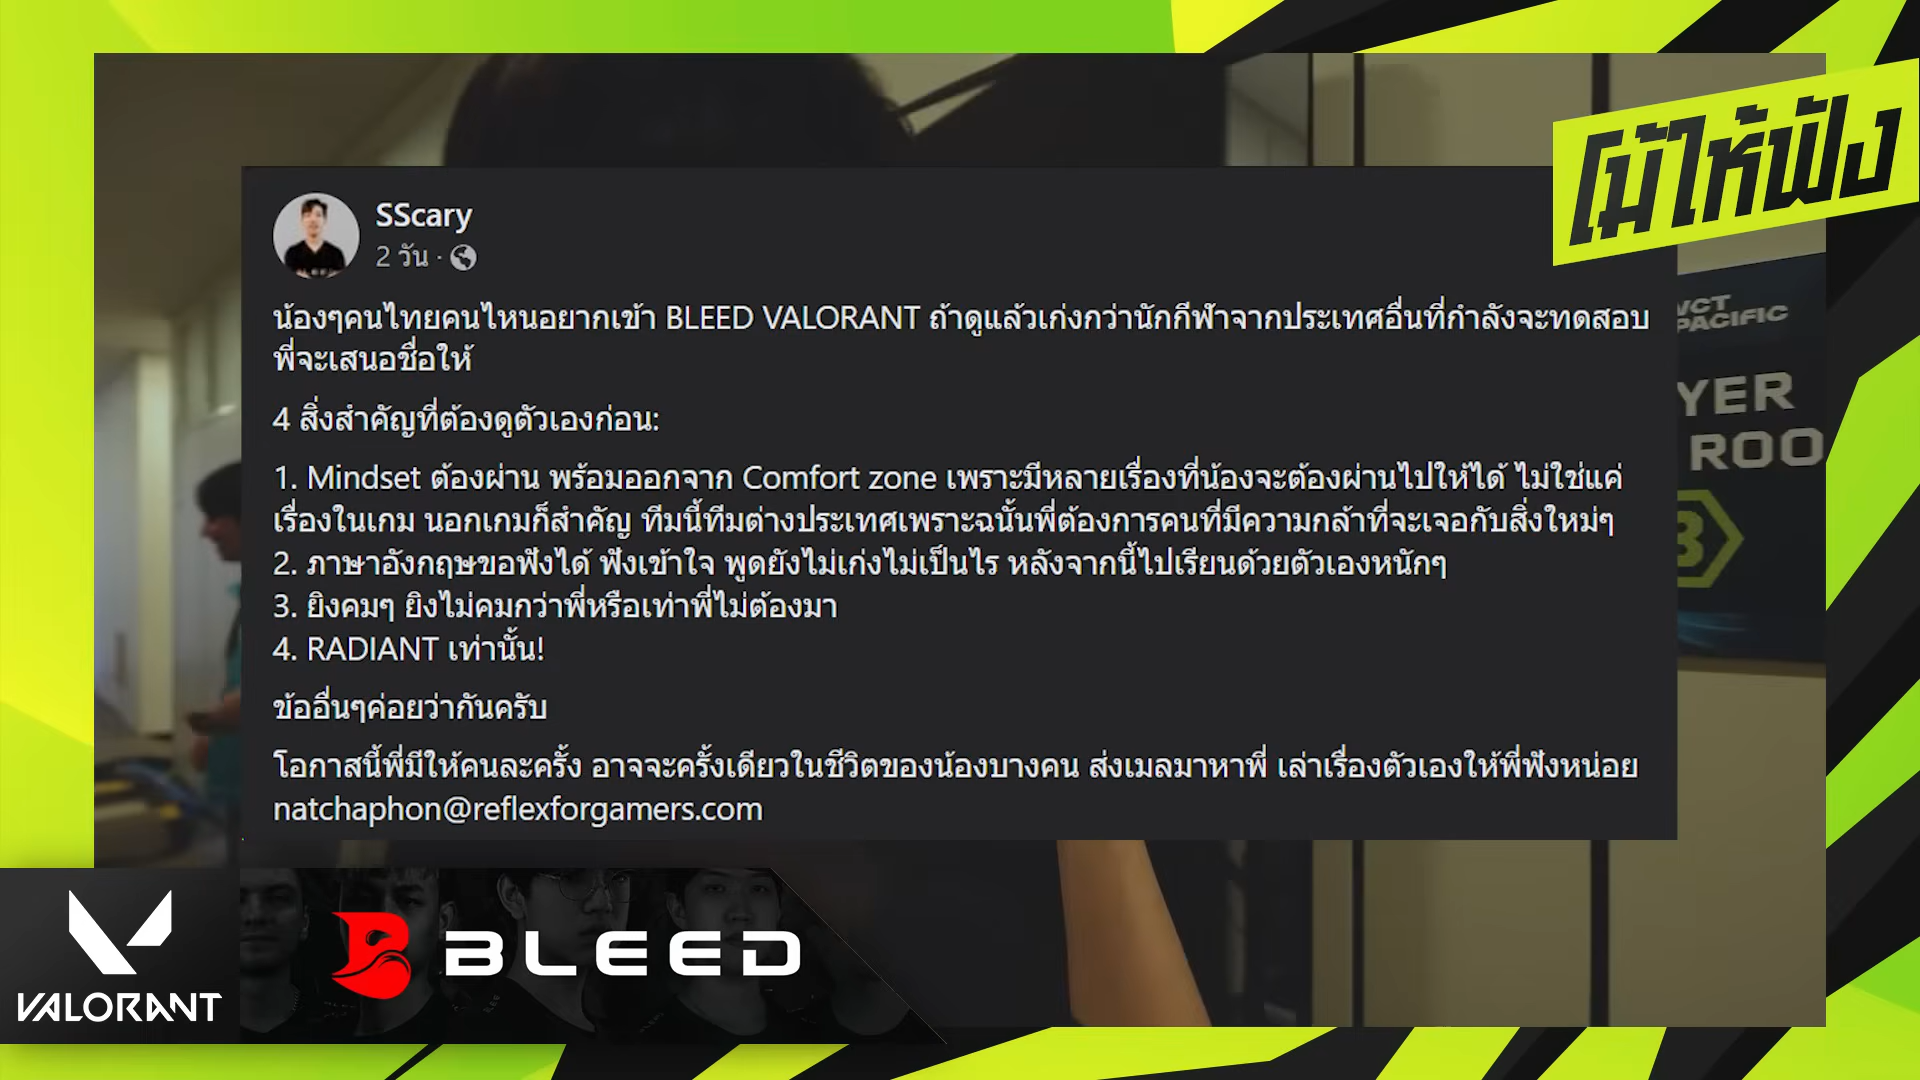 โม้ให้ฟัง
SScary
2 วัน ·
น้องๆคนไทยคนไหนอยากเข้า BLEED VALORANT ถ้าดูแล้วเก่งกว่านักกีฬาจากประเทศอื่นที่กำลังจะทดสอบ
พี่จะเสนอชื่อให้
4 สิ่งสำคัญที่ต้องดูตัวเองก่อน:
1. Mindset ต้องผ่าน พร้อมออกจาก Comfort zone เพราะมีหลายเรื่องที่น้องจะต้องผ่านไปให้ได้ ไม่ใช่แค่
เรื่องในเกม นอกเกมก็สำคัญ ทีมนี้ทีมต่างประเทศเพราะฉนั้นพี่ต้องการคนที่มีความกล้าที่จะเจอกับสิ่งใหม่ๆ
2. ภาษาอังกฤษขอฟังได้ ฟังเข้าใจ พูดยังไม่เก่งไม่เป็นไร หลังจากนี้ไปเรียนด้วยตัวเองหนักๆ
3. ยิงคมๆ ยิงไม่คมกว่าพี่หรือเท่าพี่ไม่ต้องมา
4. RADIANT เท่านั้น!
ข้ออื่นๆค่อยว่ากันครับ
โอกาสนี้พี่มีให้คนละครั้ง อาจจะครั้งเดียวในชีวิตของน้องบางคน ส่งเมลมาหาพี่ เล่าเรื่องตัวเองให้พี่ฟังหน่อย
natchaphon@reflexforgamers.com
VCT
PACIFIC
YER
ROO
3
VALORANT
BLEED